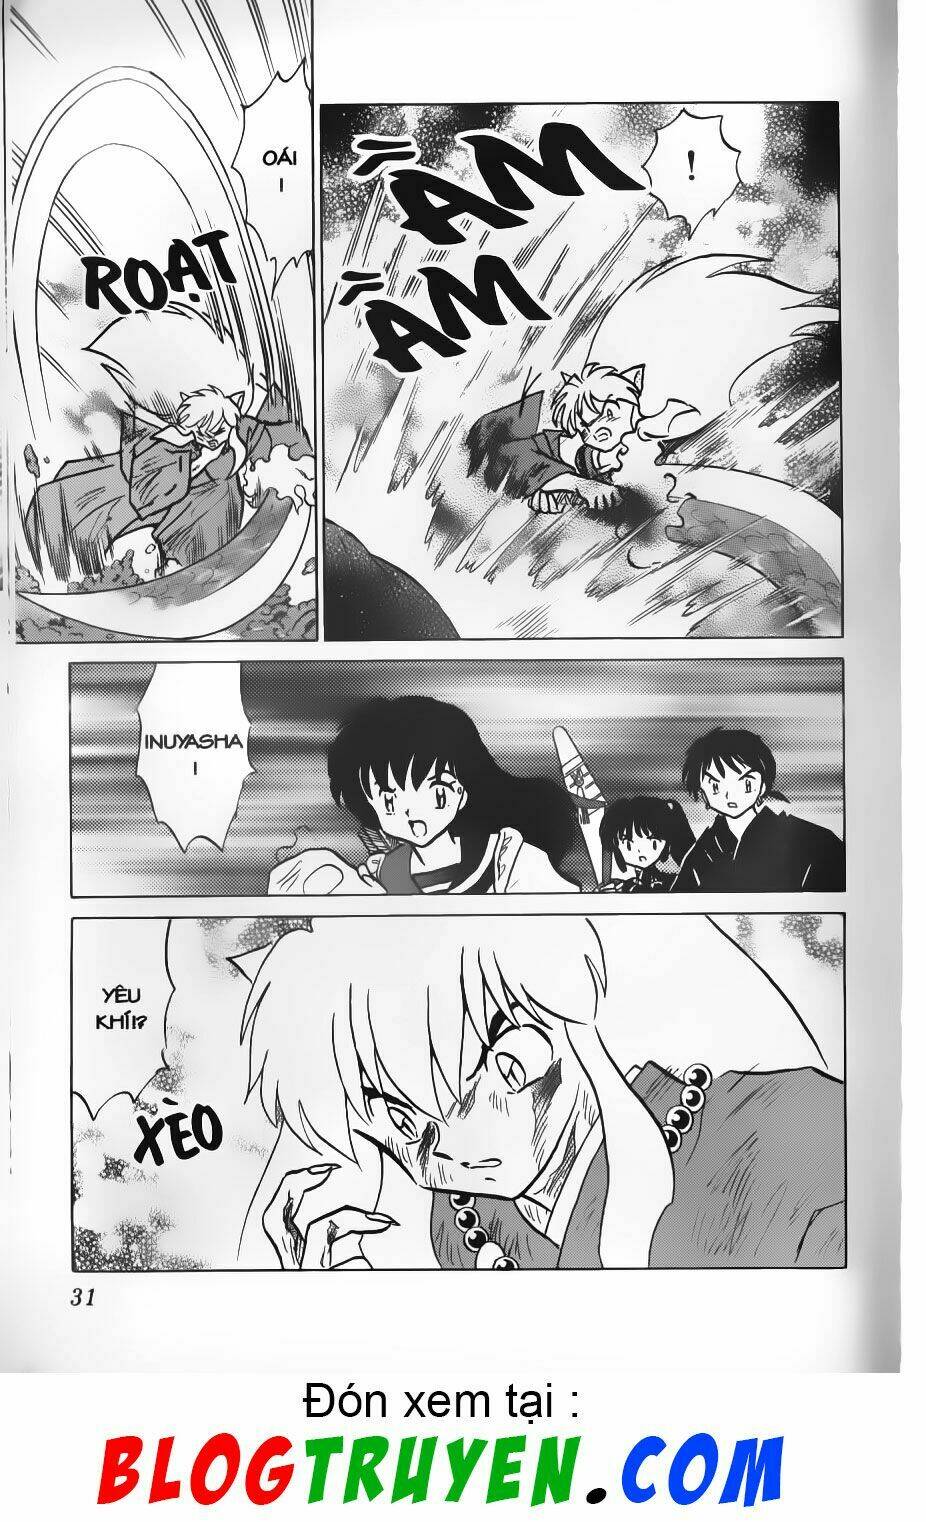 !
ẦM
ẦM
OÁI
!
ROẠT
INUYASHA
!
YÊU
KHÍ!?
XÈO
31
Đón xem tại :
BLOGTRUYEN.COM